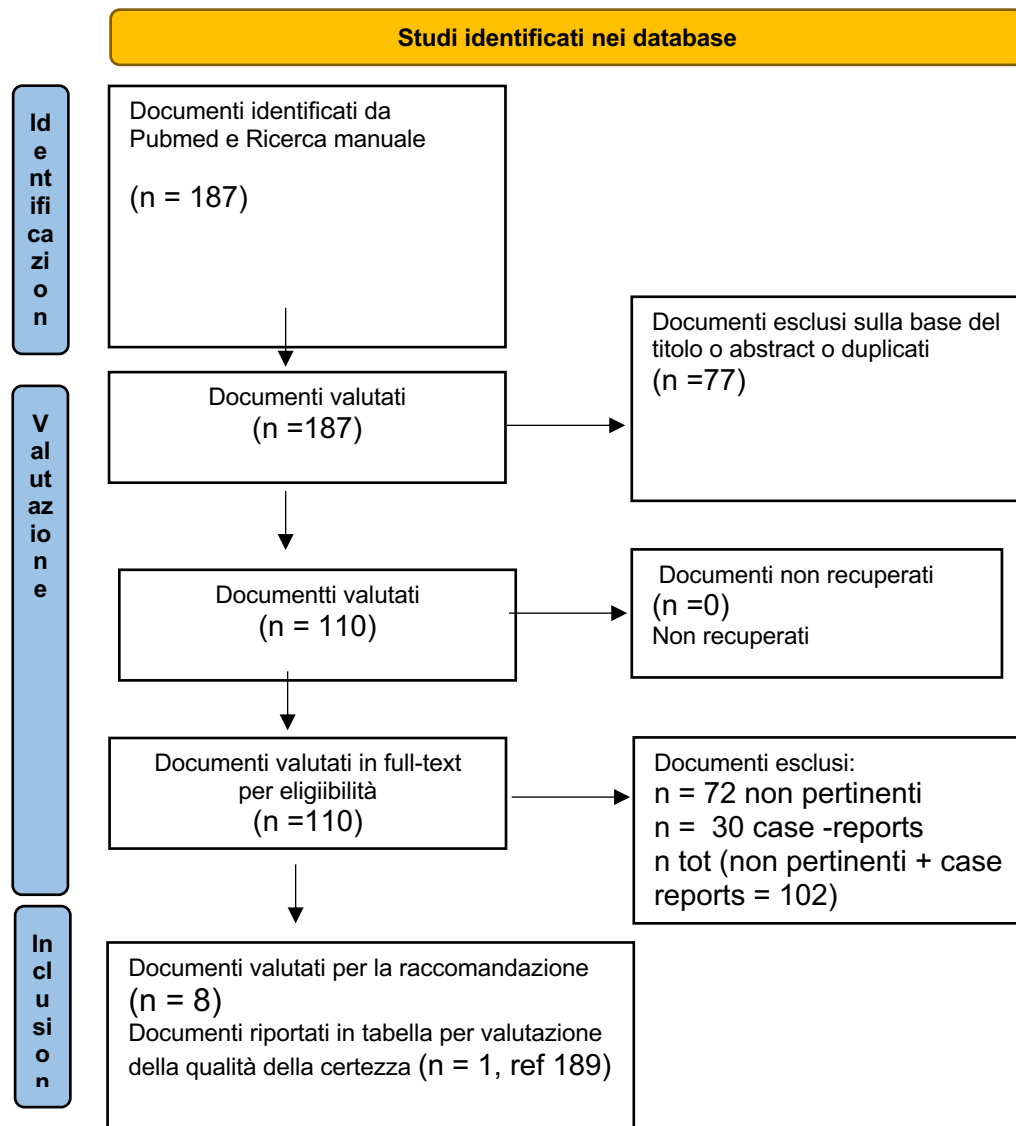 Studi identificati nei database
Id
e
nt
ifi
ca
zi
o
n
Documenti identificati da
Pubmed e Ricerca manuale
(n = 187)
Documenti esclusi sulla base del
titolo o abstract o duplicati
(n =77)
V
al
ut
az
io
n
e
Documenti valutati
(n =187)
Documentti valutati
(n = 110)
Documenti non recuperati
(n =0)
Non recuperati
Documenti valutati in full-text
per eligiibilità
(n =110)
Documenti esclusi:
n = 72 non pertinenti
n =  30 case -reports
n tot (non pertinenti + case
reports = 102)
In
cl
u
si
o
n
Documenti valutati per la raccomandazione
(n = 8)
Documenti riportati in tabella per valutazione
della qualità della certezza (n = 1, ref 189)